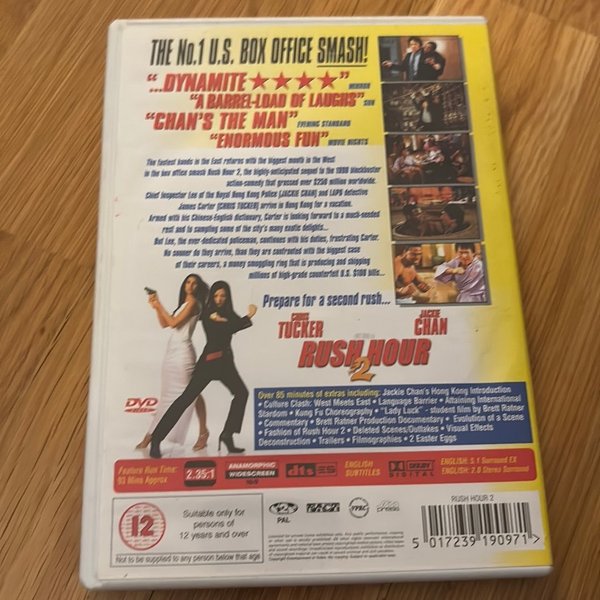 THE No.1 U.S. BOX OFFICE SMASH!
"...DYNAMITE ★★★★" MIRROR
"A BARREL-LOAD OF LAUGHS" SUN
"CHAN'S THE MAN" EVENING STANDARD
"ENORMOUS FUN" MOVIE NIGHTS
The fastest hands in the East returns with the biggest mouth in the West
in the box office smash Rush Hour 2, the highly-anticipated sequel to the 1998 blockbuster
action-comedy that grossed over $250 million worldwide.
Chief Inspector Lee of the Royal Hong Kong Police (JACKIE CHAN) and LAPD detective
James Carter (CHRIS TUCKER) arrive in Hong Kong for a vacation.
Armed with his Chinese-English dictionary, Carter is looking forward to a much-needed
rest and to sampling some of the city's many exotic delights...
But Lee, the ever-dedicated policeman, continues with his duties, frustrating Carter.
No sooner do they arrive, than they are confronted with the biggest case
of their careers, a money smuggling ring that is producing and shipping
millions of high-grade counterfeit U.S. $100 bills...
Prepare for a second rush...
CHRIS TUCKER
JACKIE CHAN
RUSH HOUR 2
DVD
Over 85 minutes of extras including: Jackie Chan's Hong Kong Introduction
• Culture Clash: West Meets East • Language Barrier • Attaining International
Stardom • Kung Fu Choreography • "Lady Luck" - student film by Brett Ratner
• Commentary • Brett Ratner Production Documentary • Evolution of a Scene
• Fashion of Rush Hour 2 • Deleted Scenes/Outtakes • Visual Effects
Deconstruction • Trailers • Filmographies • 2 Easter Eggs
Feature Run Time:
93 Mins Approx
2.35:1
ANAMORPHIC
WIDESCREEN
16:9
dts ES
ENGLISH
SUBTITLES
DOLBY
DIGITAL
ENGLISH: 5.1 Surround EX
ENGLISH: 2.0 Stereo Surround
12
Suitable only for
persons of
12 years and over
Not to be supplied to any person below that age
2
PAL
RUSH HOUR 2
5 017239 190971